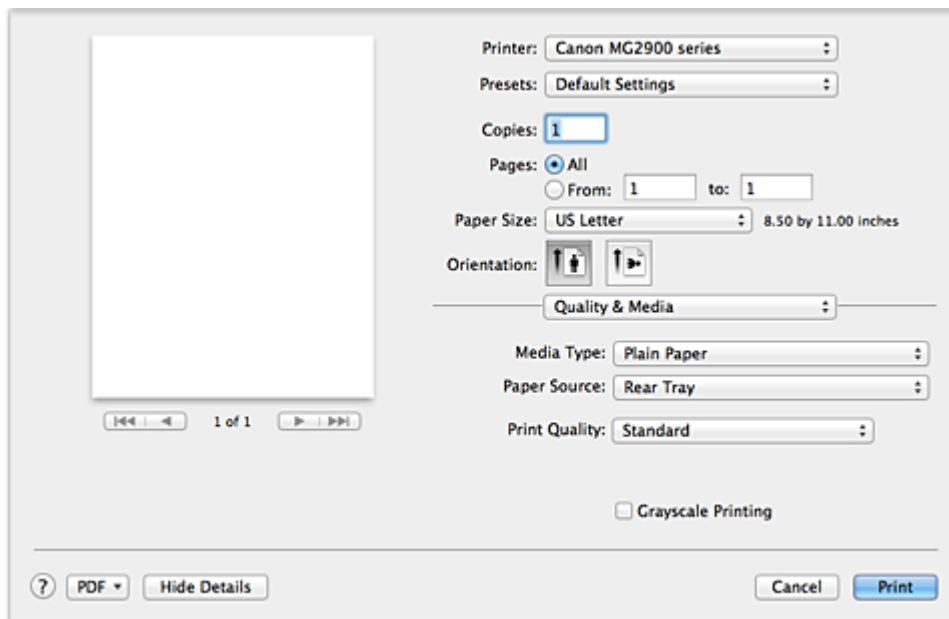 Printer: Canon MG2900 series
Presets: Default Settings
Copies: 1
Pages: All
From: 1 to: 1
Paper Size: US Letter 8.50 by 11.00 inches
Orientation:
Quality & Media
Media Type: Plain Paper
Paper Source: Rear Tray
1 of 1
Print Quality: Standard
Grayscale Printing
? PDF Hide Details Cancel Print